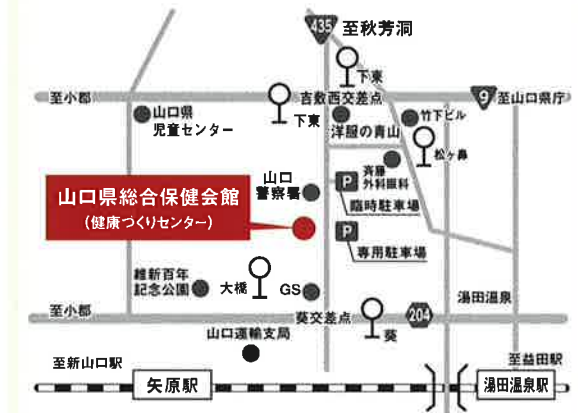 435
至秋芳洞
下東
至小郡
吉敷西交差点
9
至山口県庁
山口県
児童センター
下東
洋服の青山
竹下ビル
松ヶ鼻
斉藤
外科眼科
山口
警察署
P
臨時駐車場
山口県総合保健会館
（健康づくりセンター）
P
専用駐車場
維新百年
記念公園
大橋
GS
湯田温泉
至小郡
葵交差点
葵
204
山口運輸支局
至新山口駅
至益田駅
矢原駅
湯田温泉駅